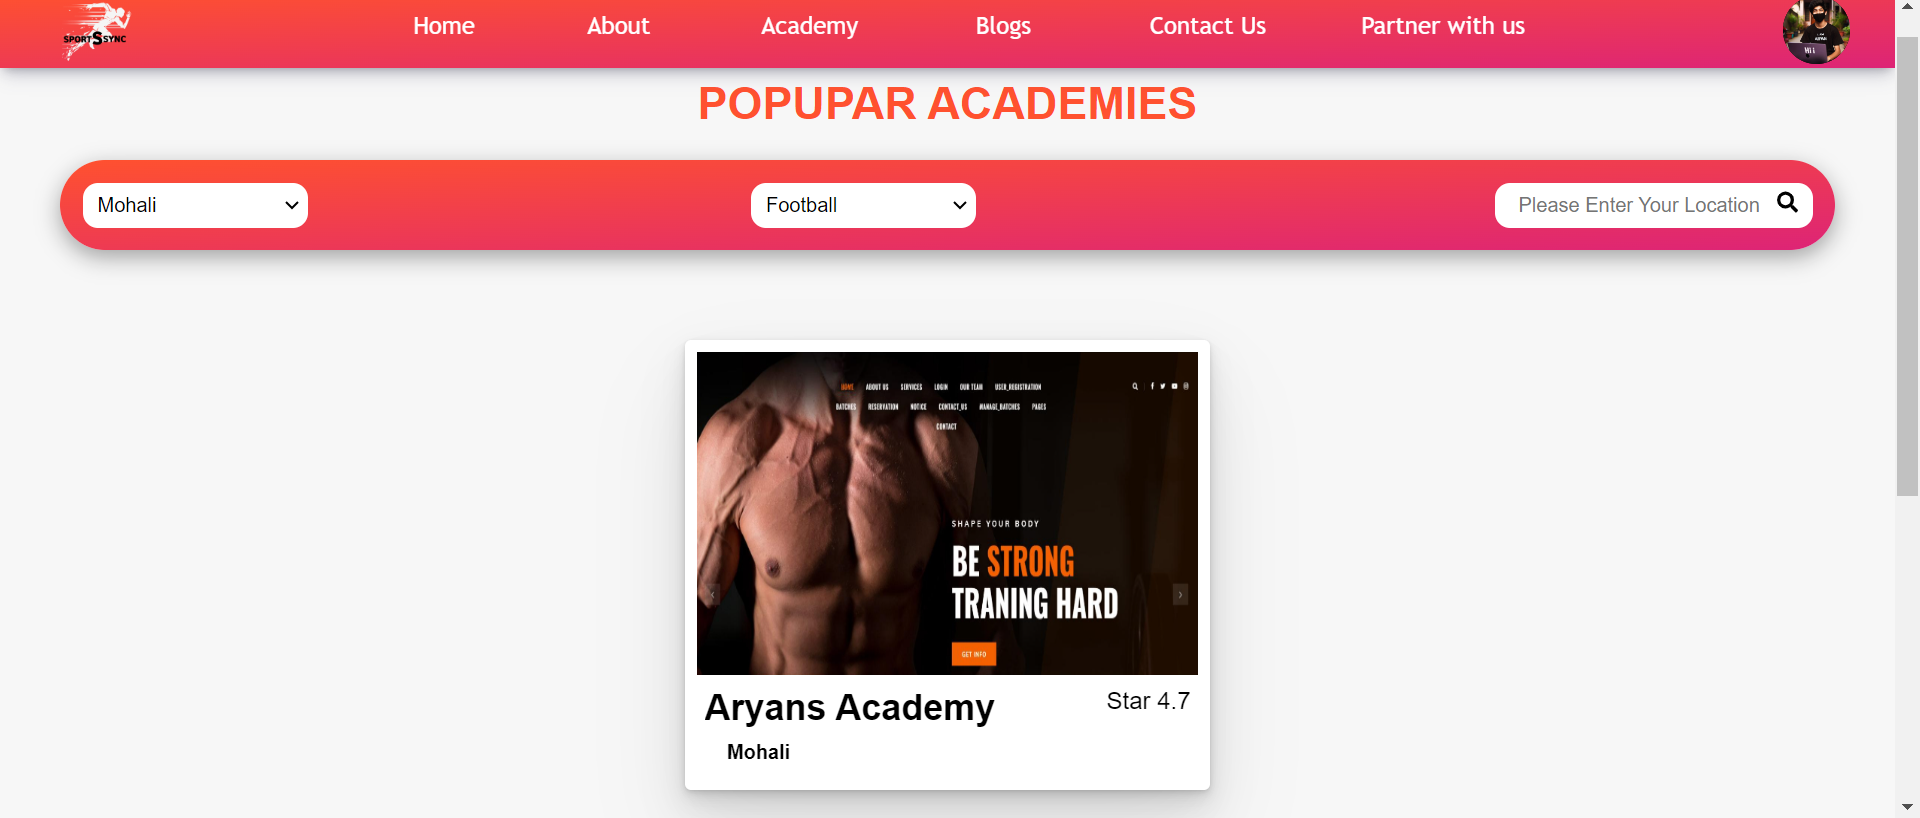 SPORTSSYNC
Home About Academy Blogs Contact Us Partner with us
POPUPAR ACADEMIES
Mohali Football Please Enter Your Location
HOME ABOUT US SERVICES LOGIN OUR TEAM USER_REGISTRATION
BATCHES RESERVATION NOTICE CONTACT_US MANAGE_BATCHES PAGES
CONTACT
SHAPE YOUR BODY
BE STRONG
TRANING HARD
GET INFO
Aryans Academy Star 4.7
Mohali